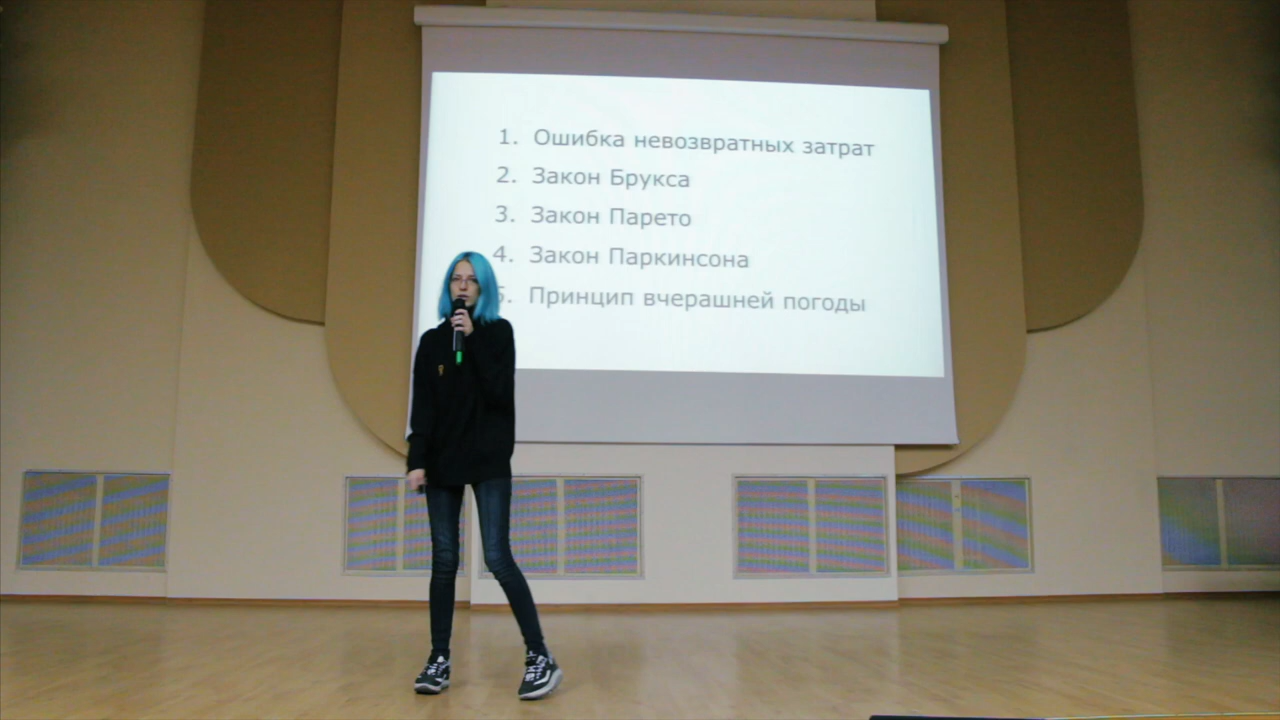 1. Ошибка невозвратных затрат
2. Закон Брукса
3. Закон Парето
4. Закон Паркинсона
5. Принцип вчерашней погоды